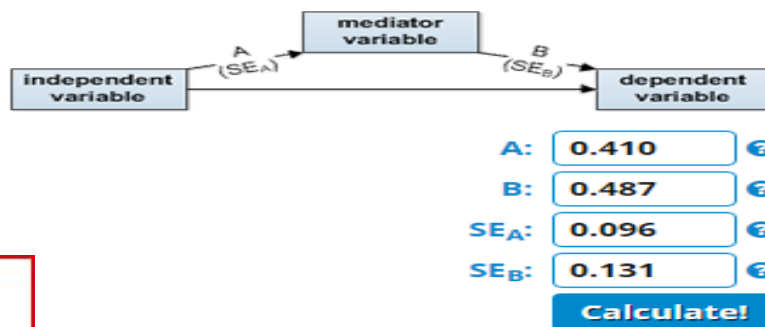 mediator
variable
A
(SEA)
B
(SEB)
independent
variable
dependent
variable
A: 0.410 ?
B: 0.487 ?
SEA: 0.096 ?
SEB: 0.131 ?
Calculate!